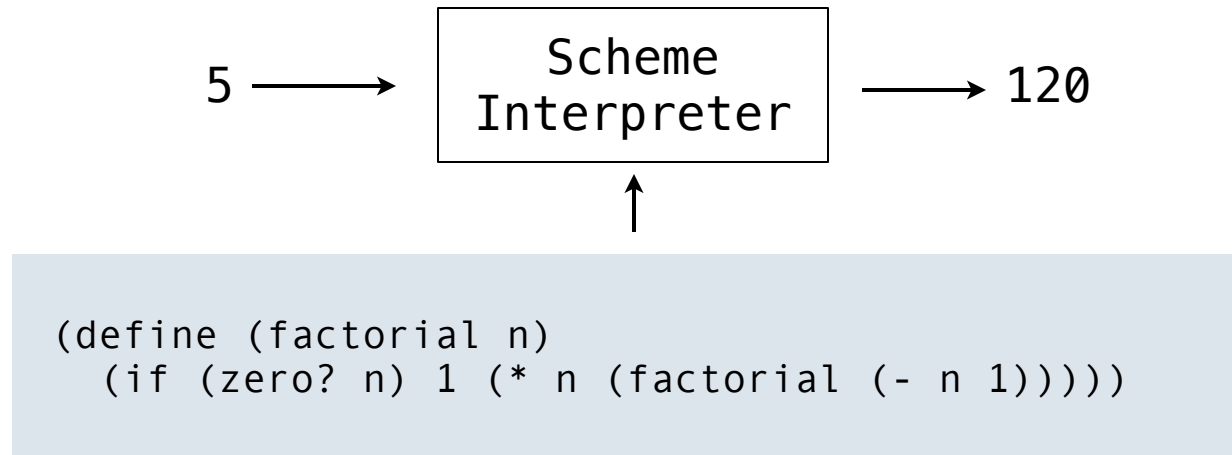 5
Scheme
Interpreter
120
(define (factorial n)
  (if (zero? n) 1 (* n (factorial (- n 1)))))